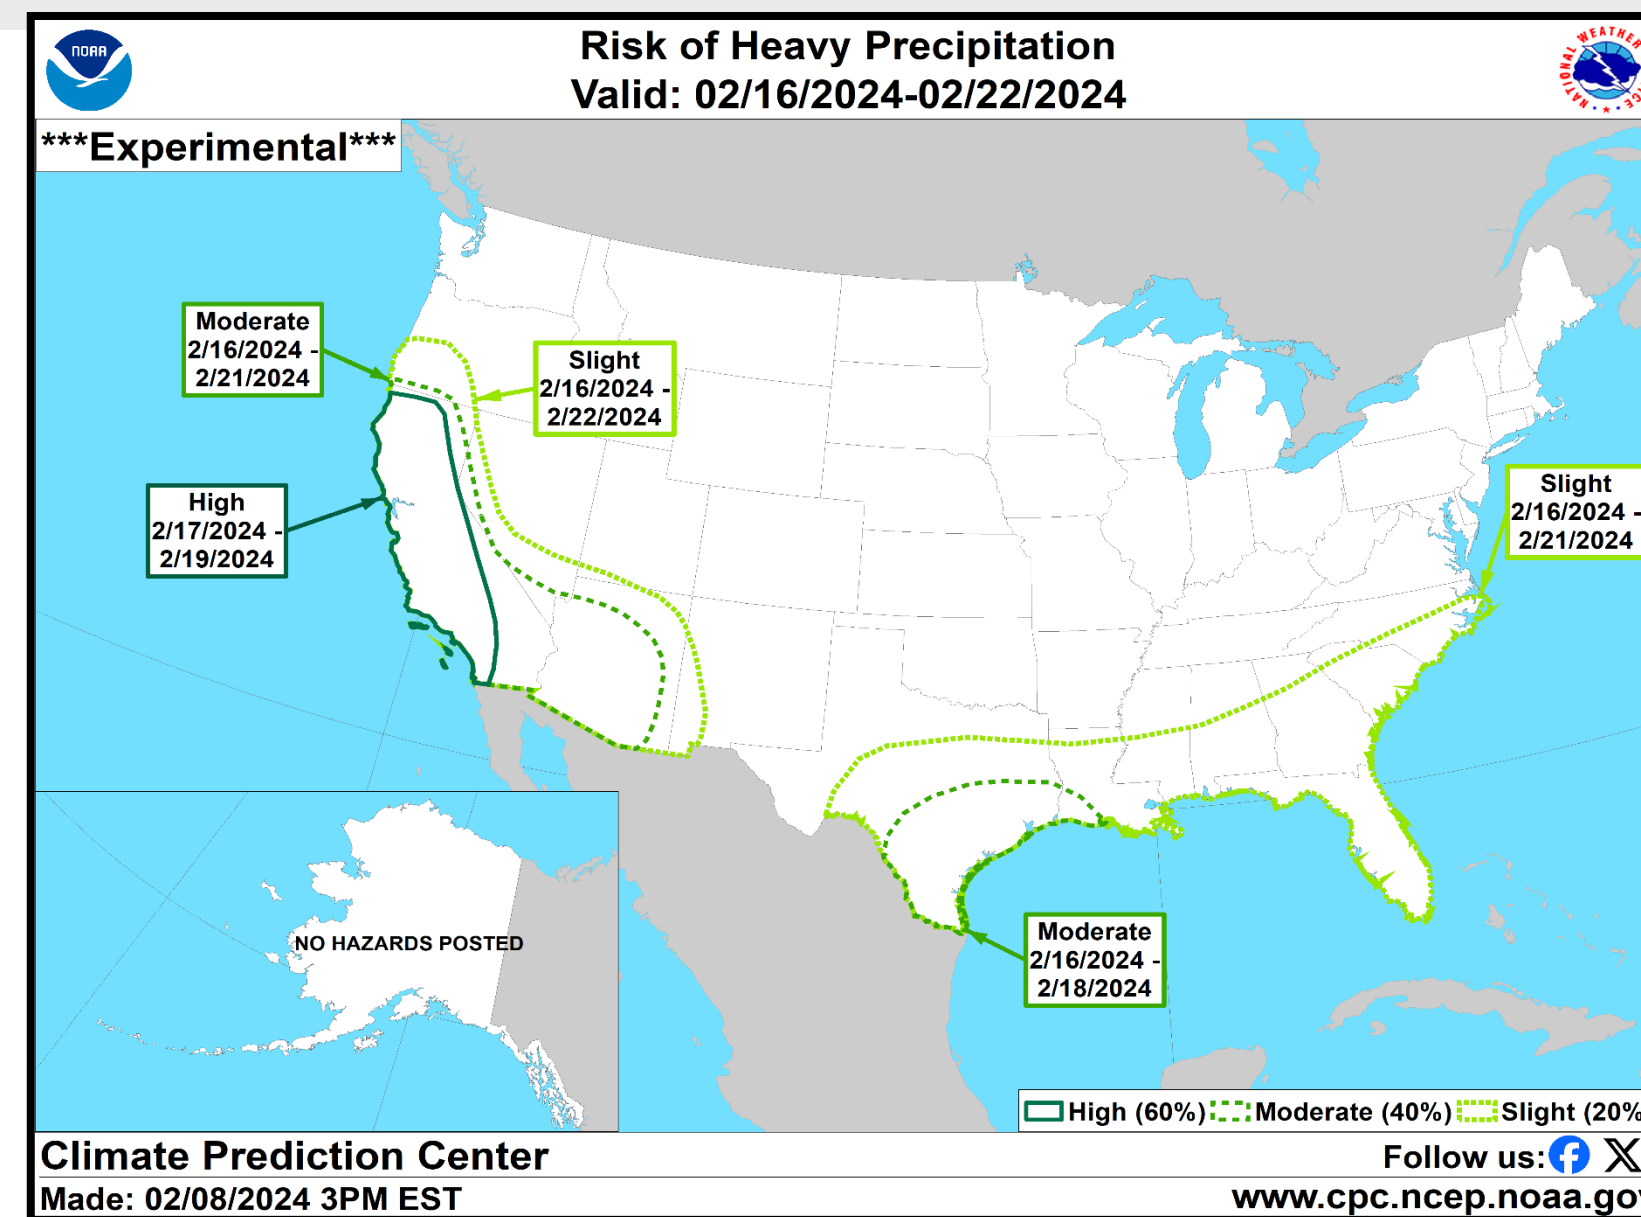 NOAA
Risk of Heavy Precipitation
Valid: 02/16/2024-02/22/2024
NATIONAL WEATHER
***Experimental***
Moderate
2/16/2024 -
2/21/2024
Slight
2/16/2024 -
2/22/2024
High
2/17/2024 -
2/19/2024
Slight
2/16/2024 -
2/21/2024
Moderate
2/16/2024 -
2/18/2024
NO HAZARDS POSTED
High (60%) Moderate (40%) Slight (20%
Climate Prediction Center
Follow us:
Made: 02/08/2024 3PM EST
www.cpc.ncep.noaa.gov